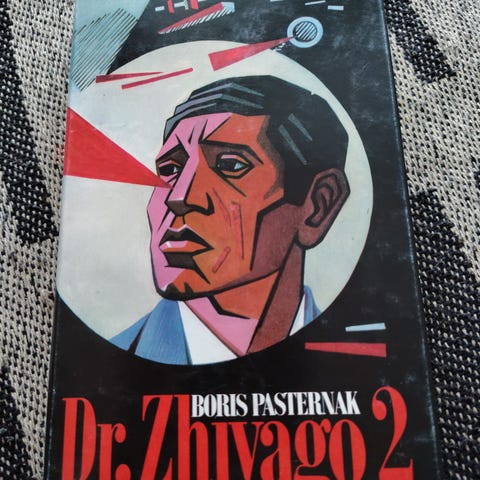 BORIS PASTERNAK
Dr. Zhivago 2